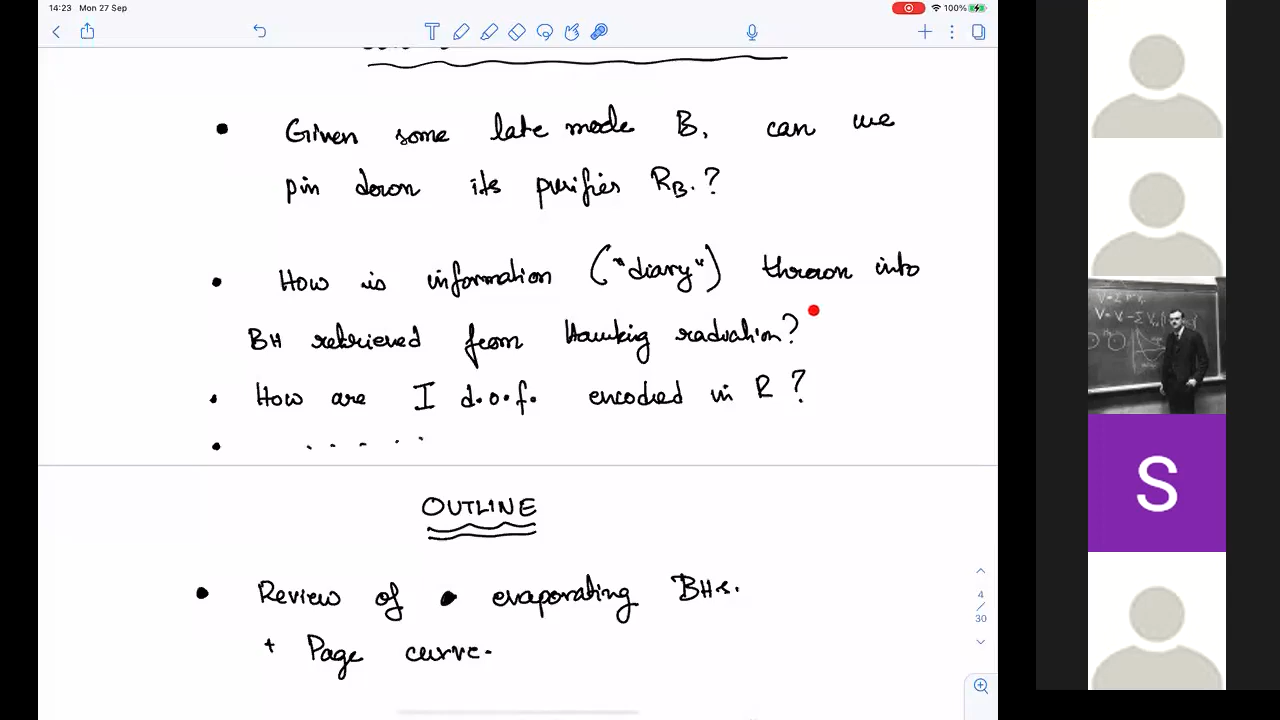 14:23 Mon 27 Sep
100%
Given some late mode B, can we
pin down its purifier R_B.?
How is information ("diary") thrown into
BH retrieved from Hawking radiation?
How are I d.o.f. encoded in R?
. . . . .
OUTLINE
4
/
30
Review of evaporating BHs.
+ Page curve.
S